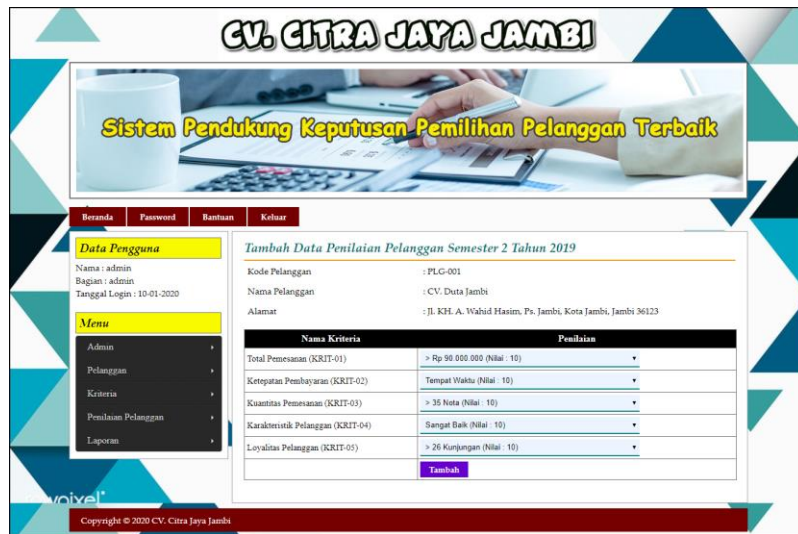 CV. CITRA JAYA JAMBI
Sistem Pendukung Keputusan Pemilihan Pelanggan Terbaik
Beranda Password Bantuan Keluar
Data Pengguna
Nama : admin
Bagian : admin
Tanggal Login : 10-01-2020
Menu
Admin
Pelanggan
Kriteria
Penilaian Pelanggan
Laporan
Tambah Data Penilaian Pelanggan Semester 2 Tahun 2019
Kode Pelanggan : PLG-001
Nama Pelanggan : CV. Duta Jambi
Alamat : Jl. KH. A. Wahid Hasim, Ps. Jambi, Kota Jambi, Jambi 36123
Nama Kriteria Penilaian
Total Pemesanan (KRIT-01) > Rp 90.000.000 (Nilai : 10)
Ketepatan Pembayaran (KRIT-02) Tempat Waktu (Nilai : 10)
Kuantitas Pemesanan (KRIT-03) > 35 Nota (Nilai : 10)
Karakteristik Pelanggan (KRIT-04) Sangat Baik (Nilai : 10)
Loyalitas Pelanggan (KRIT-05) > 26 Kunjungan (Nilai : 10)
Tambah
Copyright © 2020 CV. Citra Jaya Jambi